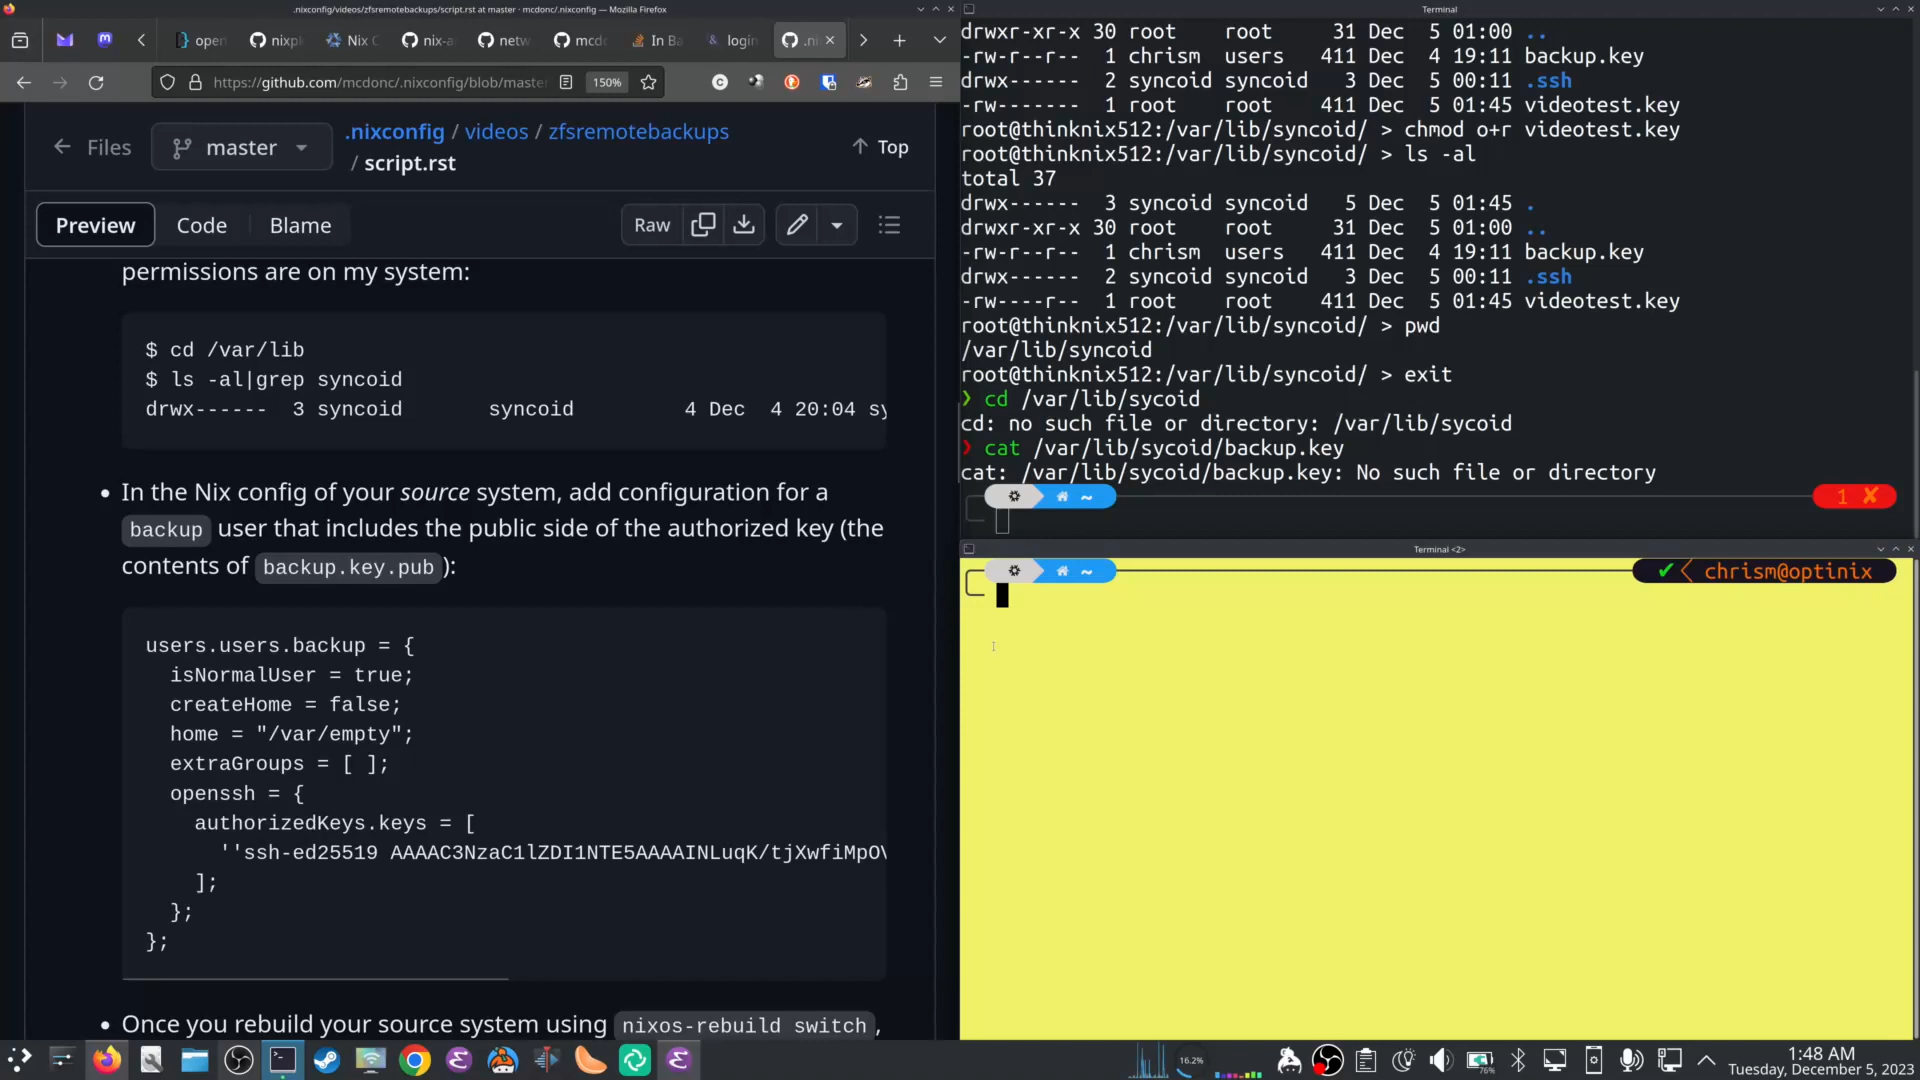 .nixconfig/videos/zfsremotebackups/script.rst at master · mcdonc/.nixconfig — Mozilla Firefox
open
nixpk
Nix C
nix-a
netw
mcdo
In Ba
login
.ni
https://github.com/mcdonc/.nixconfig/blob/maste
150%
Files
master
.nixconfig / videos / zfsremotebackups
/ script.rst
Top
Preview
Code
Blame
Raw
permissions are on my system:
$ cd /var/lib
$ ls -al|grep syncoid
drwx------  3 syncoid       syncoid         4 Dec  4 20:04 sy
• In the Nix config of your source system, add configuration for a
backup user that includes the public side of the authorized key (the
contents of backup.key.pub ):
users.users.backup = {
isNormalUser = true;
createHome = false;
home = "/var/empty";
extraGroups = [ ];
openssh = {
authorizedKeys.keys = [
''ssh-ed25519 AAAAC3NzaC1lZDI1NTE5AAAAINLuqK/tjXwfiMpOV
];
};
};
• Once you rebuild your source system using nixos-rebuild switch ,
Terminal
drwxr-xr-x 30 root    root     31 Dec  5 01:00 ..
-rw-r--r--  1 chrism  users   411 Dec  4 19:11 backup.key
drwx------  2 syncoid syncoid   3 Dec  5 00:11 .ssh
-rw-------  1 root    root    411 Dec  5 01:45 videotest.key
root@thinknix512:/var/lib/syncoid/ > chmod o+r videotest.key
root@thinknix512:/var/lib/syncoid/ > ls -al
total 37
drwx------  3 syncoid syncoid   5 Dec  5 01:45 .
drwxr-xr-x 30 root    root     31 Dec  5 01:00 ..
-rw-r--r--  1 chrism  users   411 Dec  4 19:11 backup.key
drwx------  2 syncoid syncoid   3 Dec  5 00:11 .ssh
-rw----r--  1 root    root    411 Dec  5 01:45 videotest.key
root@thinknix512:/var/lib/syncoid/ > pwd
/var/lib/syncoid
root@thinknix512:/var/lib/syncoid/ > exit
❯ cd /var/lib/sycoid
cd: no such file or directory: /var/lib/sycoid
❯ cat /var/lib/sycoid/backup.key
cat: /var/lib/sycoid/backup.key: No such file or directory
~
1 ✘
Terminal <2>
~
✔ chrism@optinix
16.2%
76%
1:48 AM
Tuesday, December 5, 2023